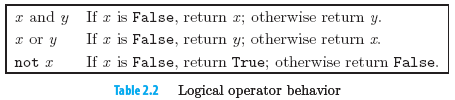 x and y If x is False, return x; otherwise return y.
x or y If x is False, return y; otherwise return x.
not x If x is False, return True; otherwise return False.
Table 2.2 Logical operator behavior